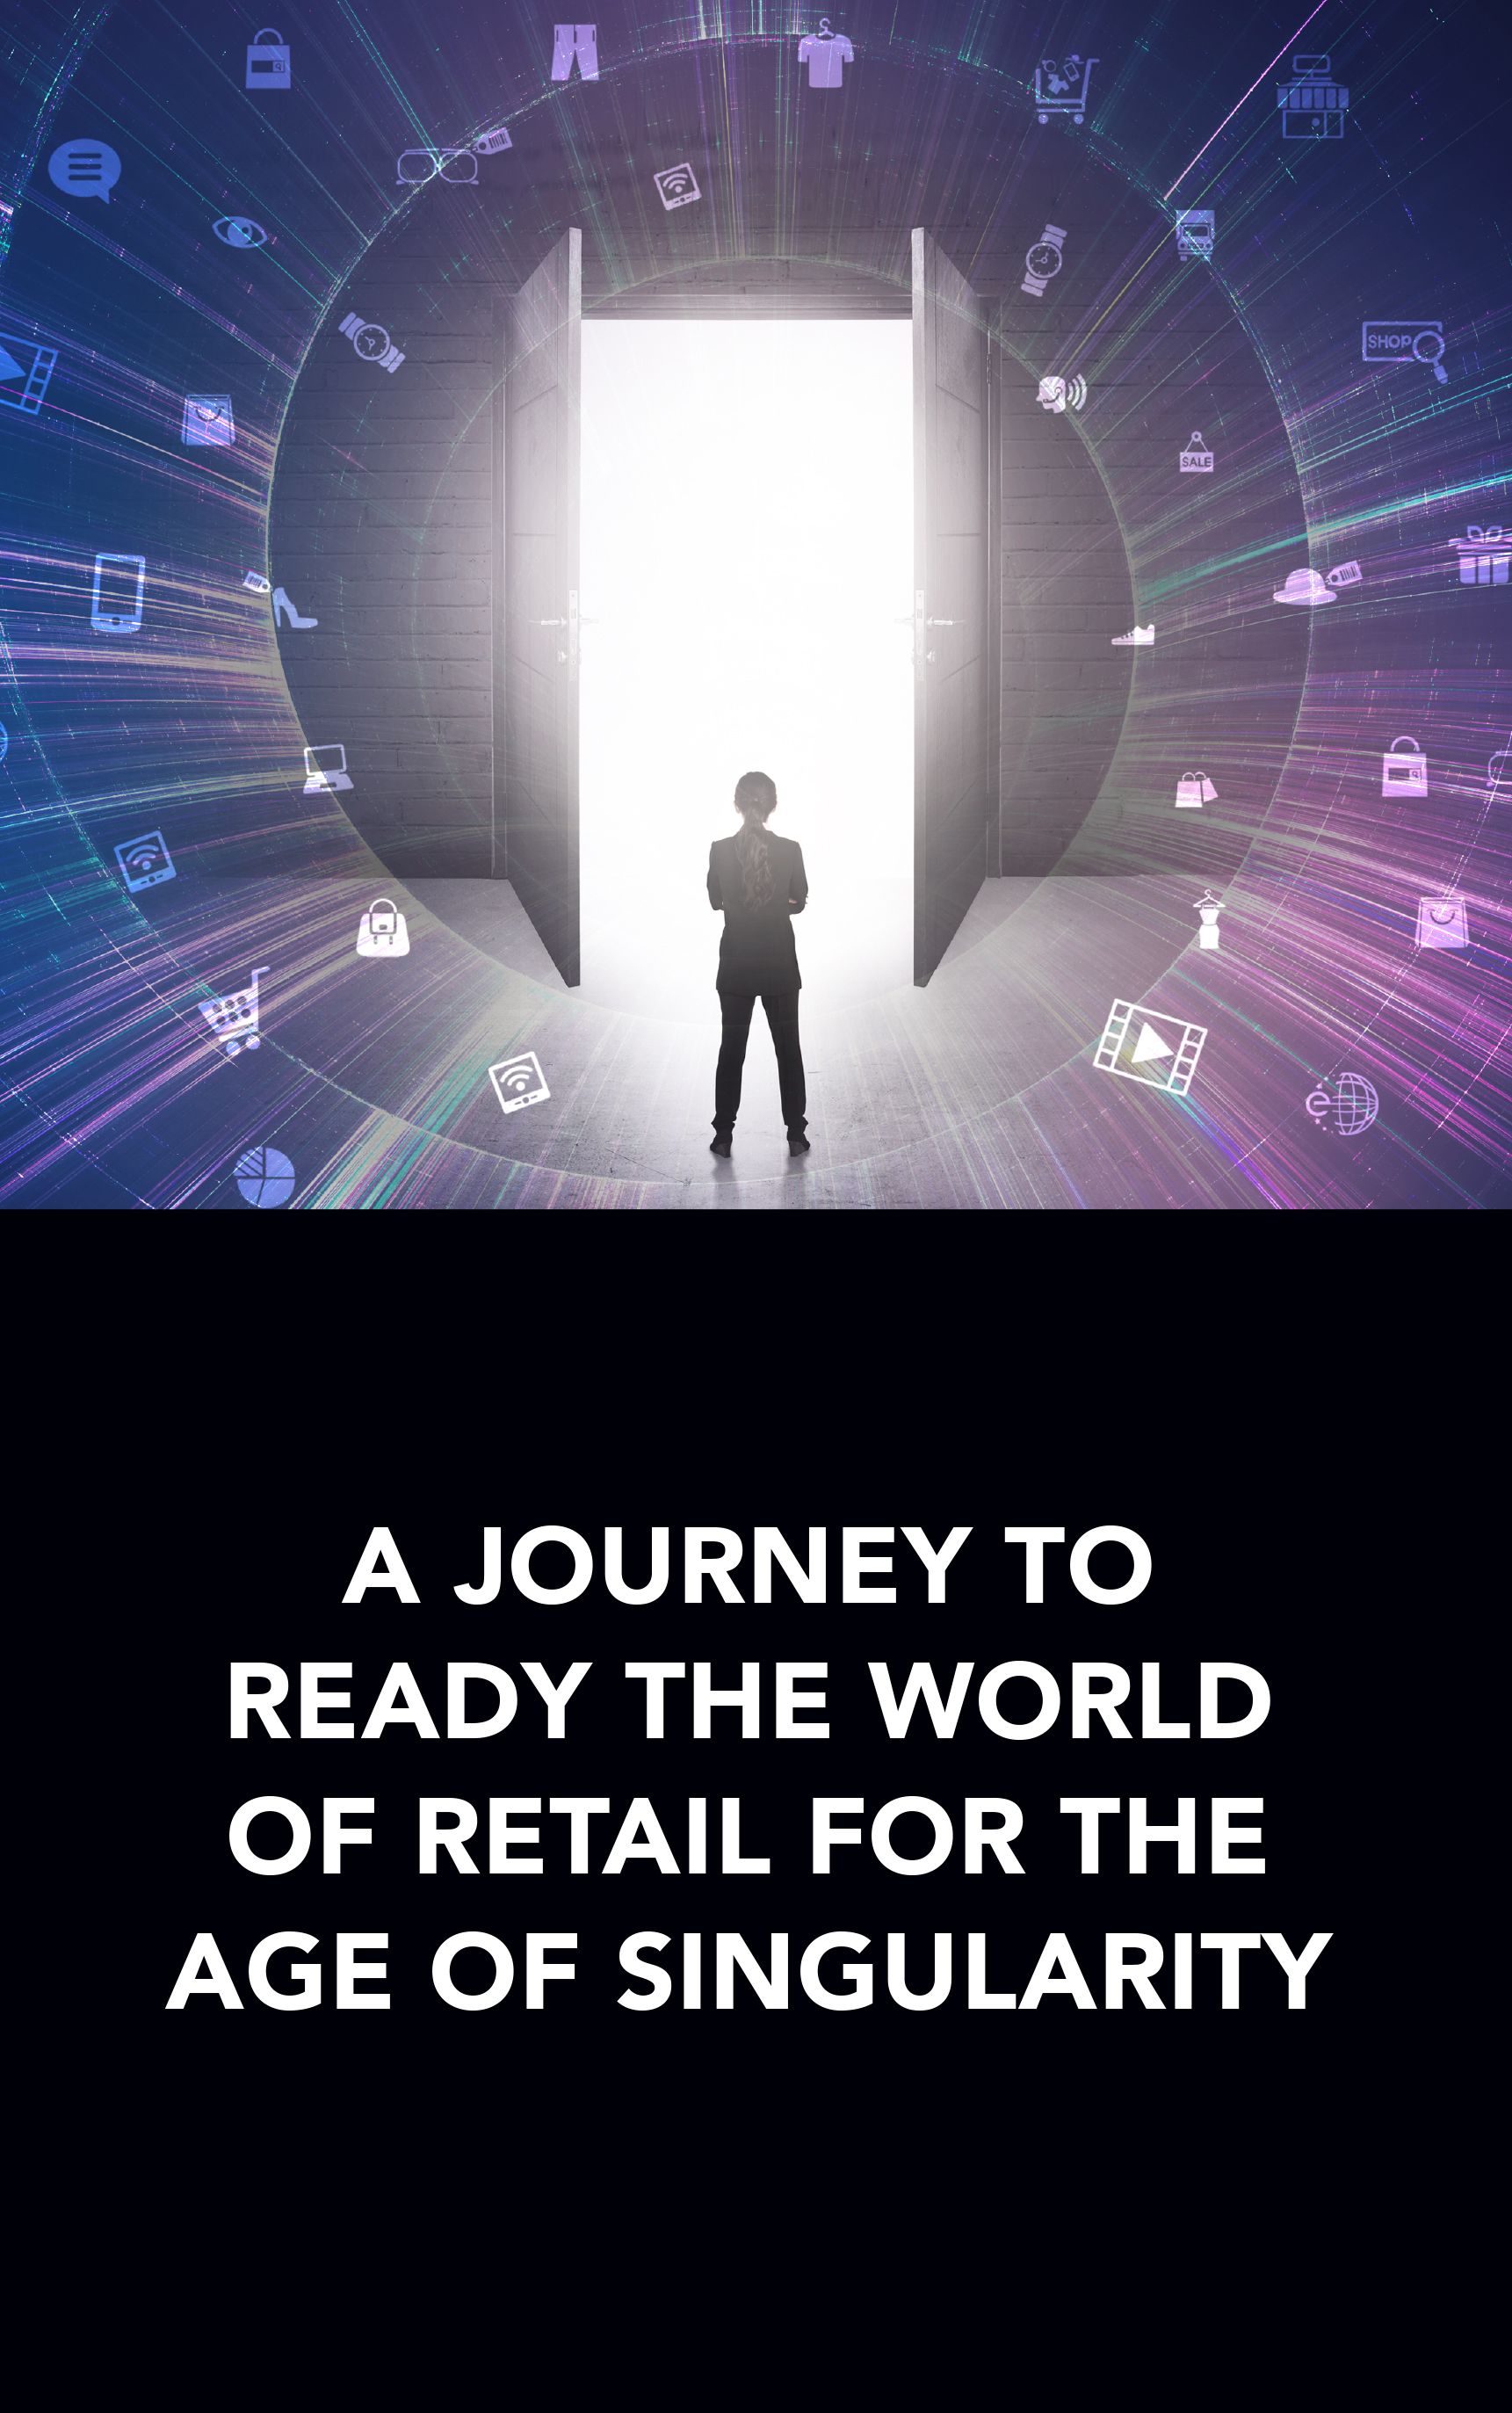 SHOP
SALE
e
A JOURNEY TO
READY THE WORLD
OF RETAIL FOR THE
AGE OF SINGULARITY